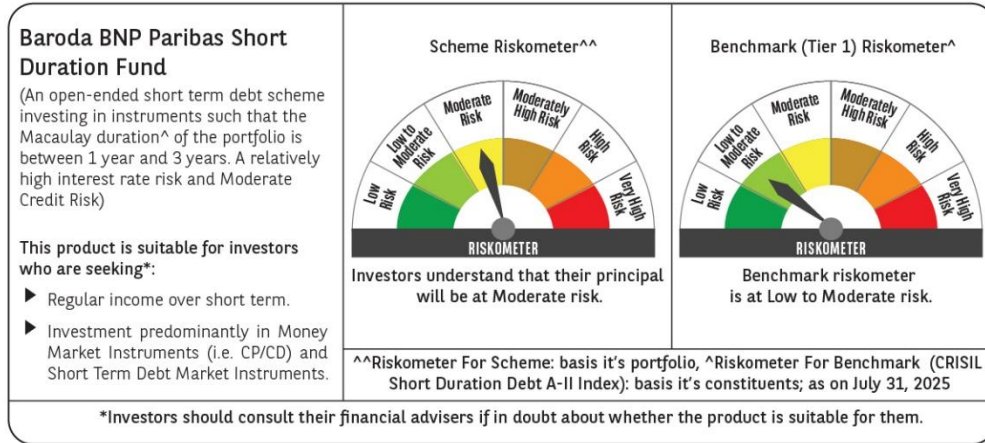 Baroda BNP Paribas Short
Duration Fund
(An open-ended short term debt scheme
investing in instruments such that the
Macaulay duration^ of the portfolio is
between 1 year and 3 years. A relatively
high interest rate risk and Moderate
Credit Risk)
This product is suitable for investors
who are seeking*:
▶ Regular income over short term.
▶ Investment predominantly in Money
Market Instruments (i.e. CP/CD) and
Short Term Debt Market Instruments.
Scheme Riskometer^^
Low
Risk
Low to
Moderate
Risk
Moderate
Risk
Moderately
High Risk
High
Risk
Very High
Risk
RISKOMETER
Investors understand that their principal
will be at Moderate risk.
Benchmark (Tier 1) Riskometer^
Low
Risk
Low to
Moderate
Risk
Moderate
Risk
Moderately
High Risk
High
Risk
Very High
Risk
RISKOMETER
Benchmark riskometer
is at Low to Moderate risk.
^^Riskometer For Scheme: basis it's portfolio, ^Riskometer For Benchmark (CRISIL
Short Duration Debt A-II Index): basis it's constituents; as on July 31, 2025
*Investors should consult their financial advisers if in doubt about whether the product is suitable for them.